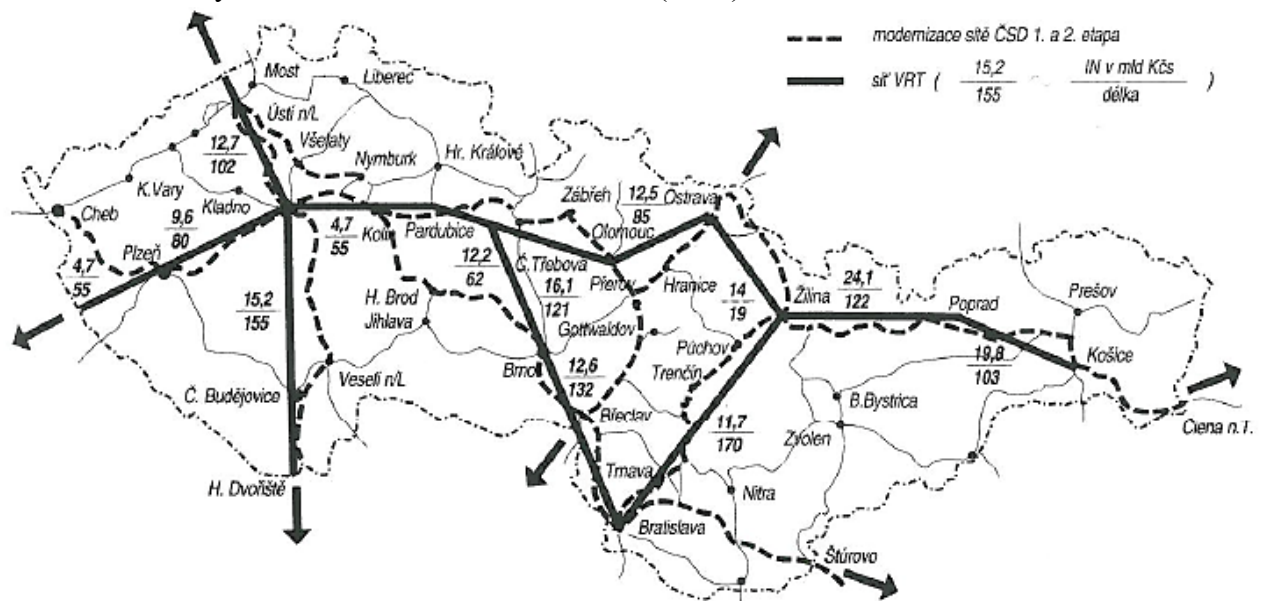 modernizace sítě ČSD 1. a 2. etapa
síť VRT ( 15,2 / 155 - IN v mld Kčs / délka )
Most
Liberec
Ústí n/L
Všetaty
12,7
102
Nymburk
Hr. Králové
K.Vary
Kladno
Cheb
9,6
80
Zábřeh
12,5
85
Ostrava
Plzeň
4,7
55
Kolín
Pardubice
Olomouc
4,7
55
12,2
62
Č. Třebova
16,1
121
Přerov
Hranice
15,2
155
H. Brod
Jihlava
Gottwaldov
14
19
Žilina
24,1
122
Poprad
Prešov
Púchov
Trenčín
Brno
12,6
132
19,8
103
Košice
Č. Budějovice
Veselí n/L
Břeclav
B.Bystrica
11,7
170
Zvolen
Čierna n.T.
H. Dvořiště
Trnava
Nitra
Bratislava
Štúrovo